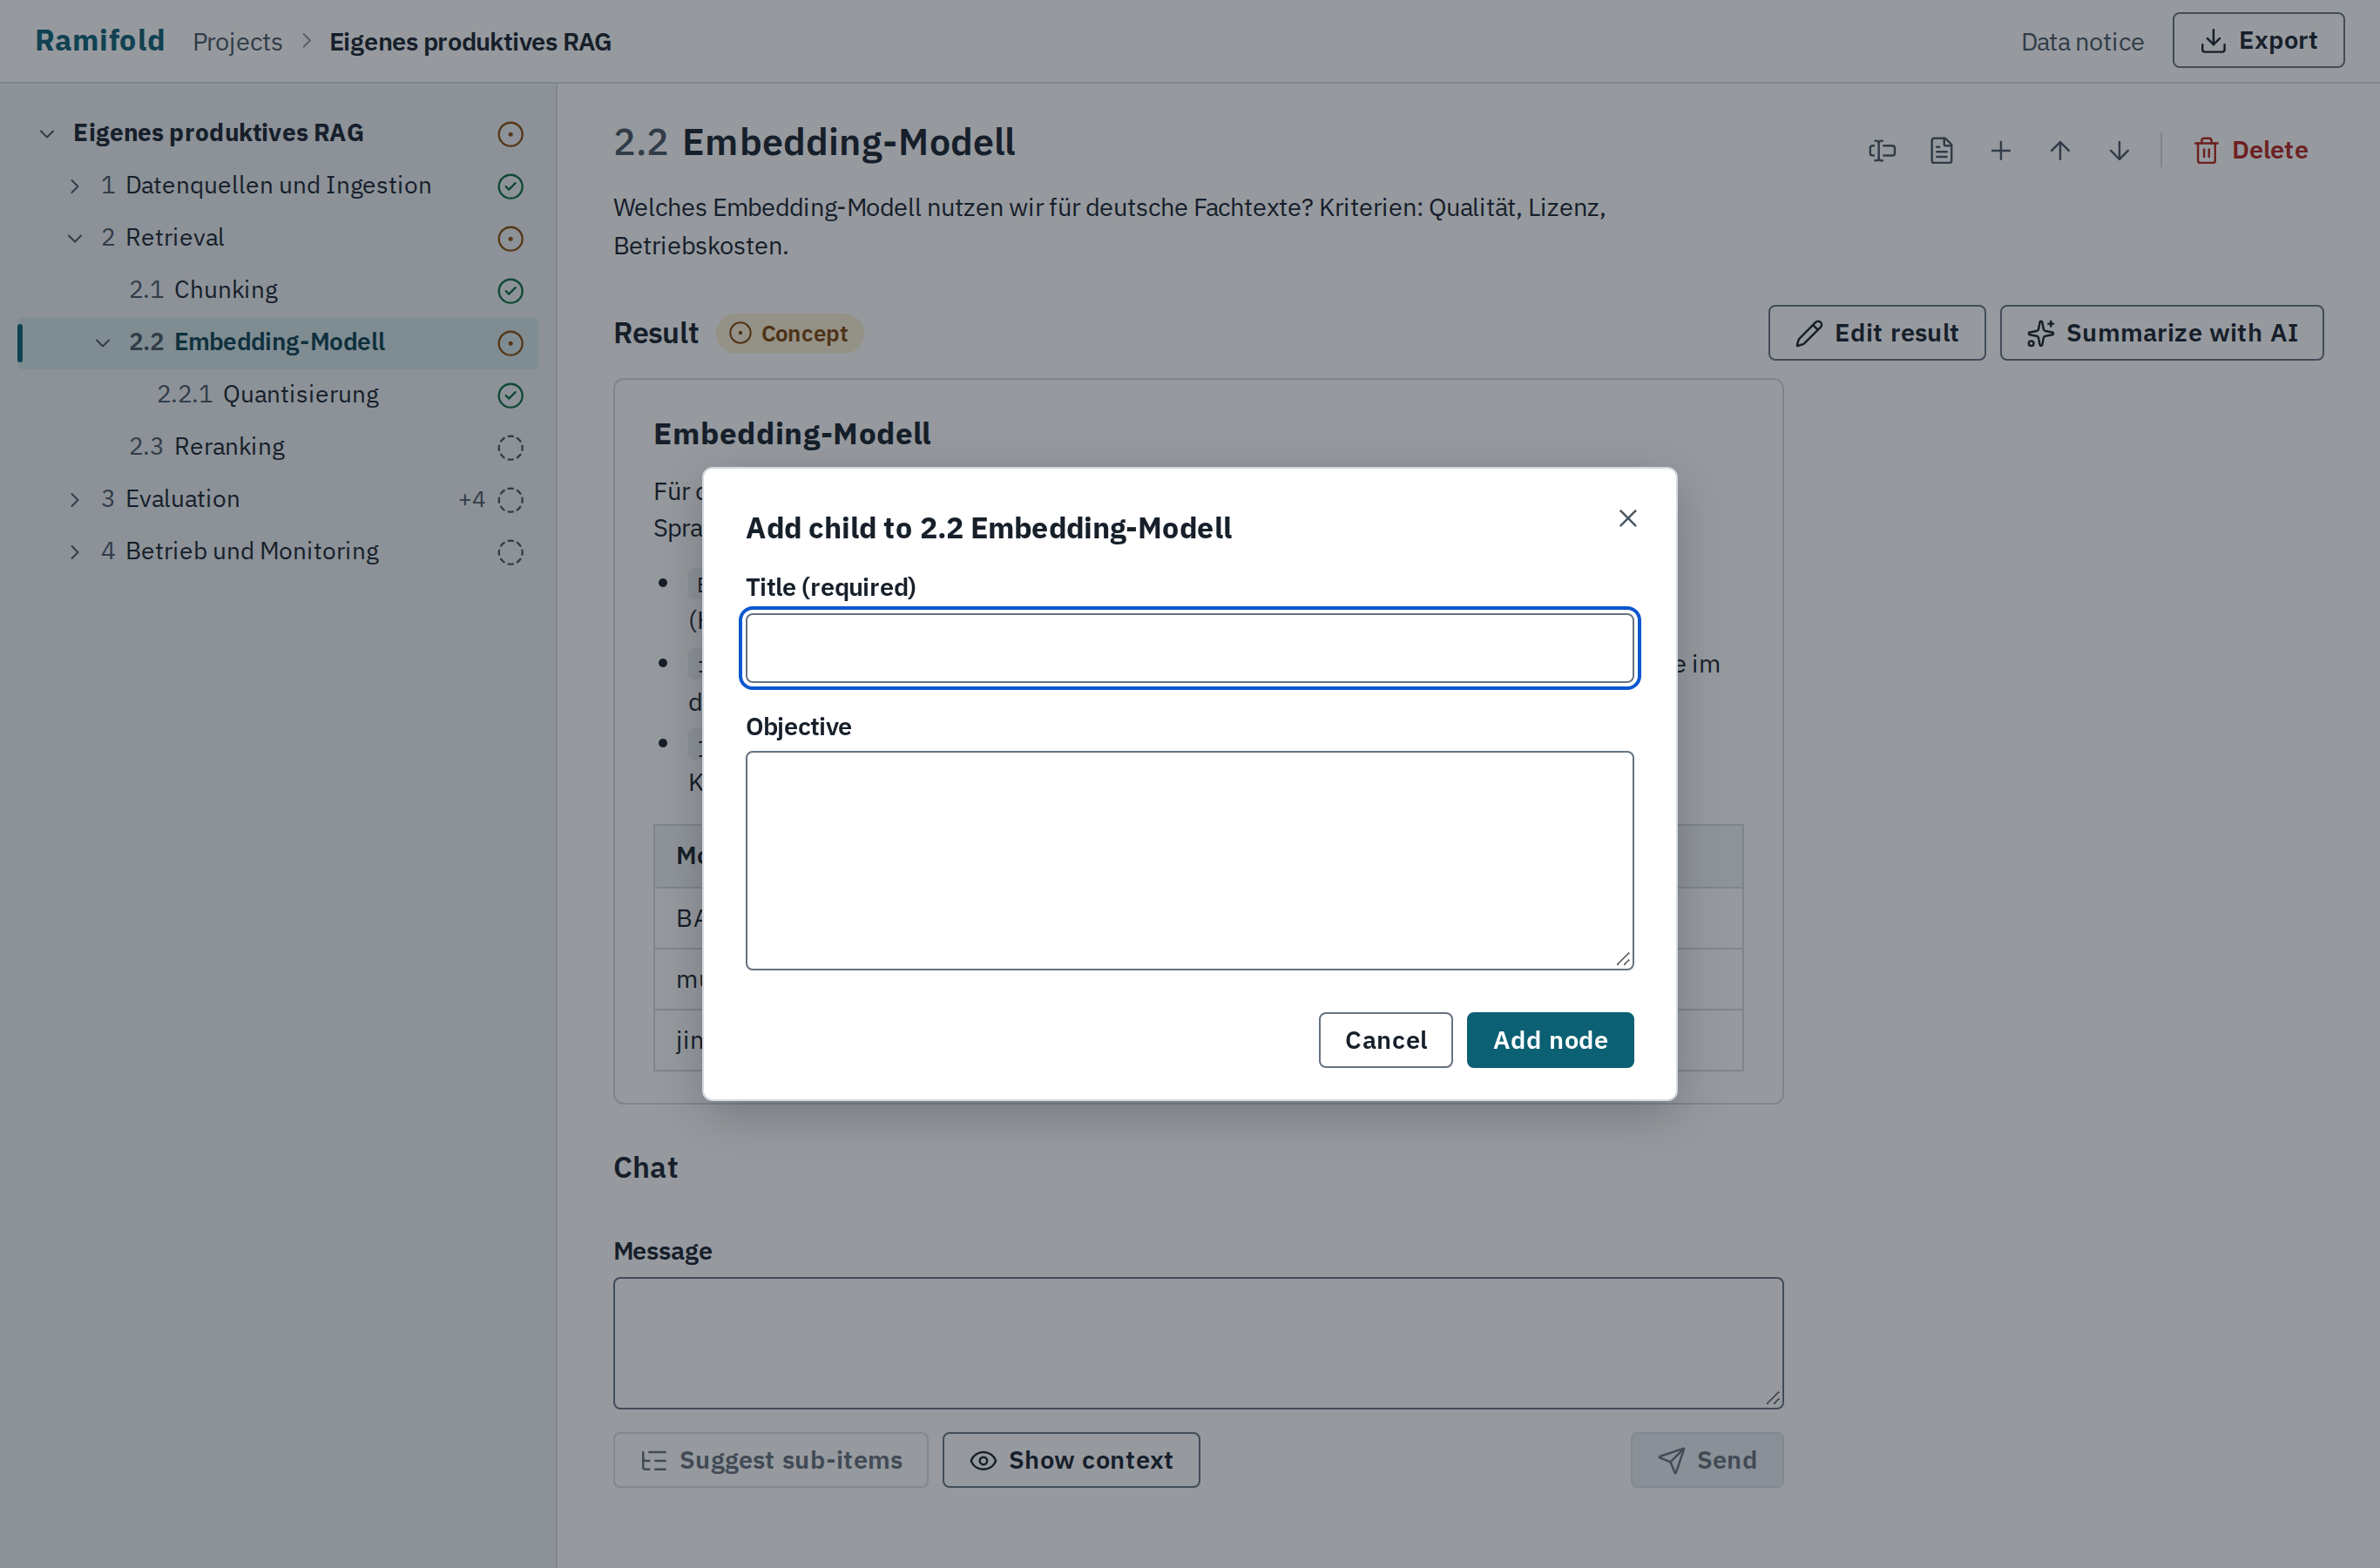 Ramifold Projects Eigenes produktives RAG Data notice Export
Eigenes produktives RAG
1 Datenquellen und Ingestion
2 Retrieval
2.1 Chunking
2.2 Embedding-Modell
2.2.1 Quantisierung
2.3 Reranking
3 Evaluation +4
4 Betrieb und Monitoring
2.2 Embedding-Modell
Delete
Welches Embedding-Modell nutzen wir für deutsche Fachtexte? Kriterien: Qualität, Lizenz,
Betriebskosten.
Result Concept Edit result Summarize with AI
Embedding-Modell
Add child to 2.2 Embedding-Modell
Title (required)
im
Objective
Cancel Add node
Chat
Message
Suggest sub-items Show context Send